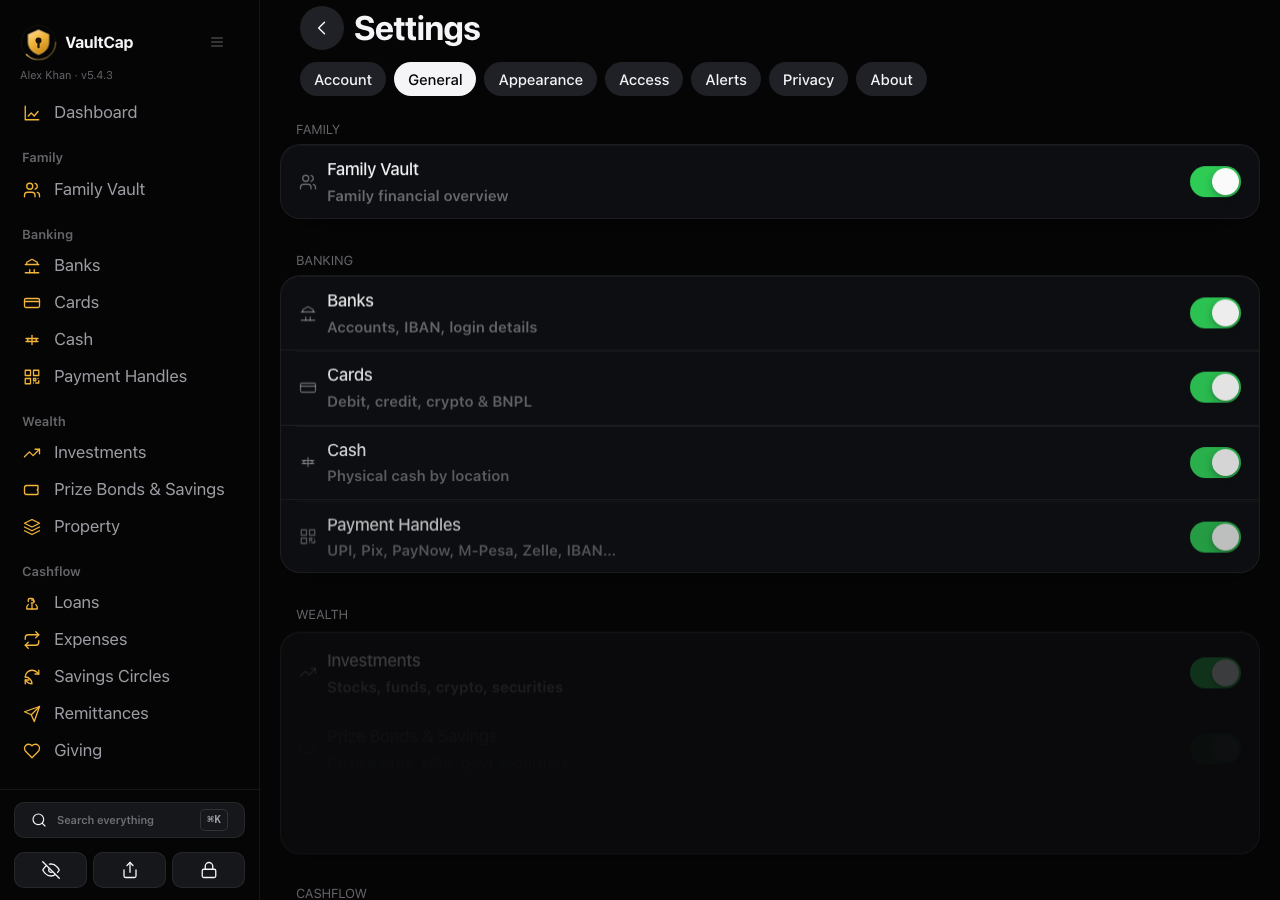 VaultCap
Alex Khan · v5.4.3
Dashboard
Family
Family Vault
Banking
Banks
Cards
Cash
Payment Handles
Wealth
Investments
Prize Bonds & Savings
Property
Cashflow
Loans
Expenses
Savings Circles
Remittances
Giving
Search everything ⌘K
Settings
Account General Appearance Access Alerts Privacy About
FAMILY
Family Vault
Family financial overview
BANKING
Banks
Accounts, IBAN, login details
Cards
Debit, credit, crypto & BNPL
Cash
Physical cash by location
Payment Handles
UPI, Pix, PayNow, M-Pesa, Zelle, IBAN...
WEALTH
Investments
Stocks, funds, crypto, securities
Prize Bonds & Savings
CASHFLOW